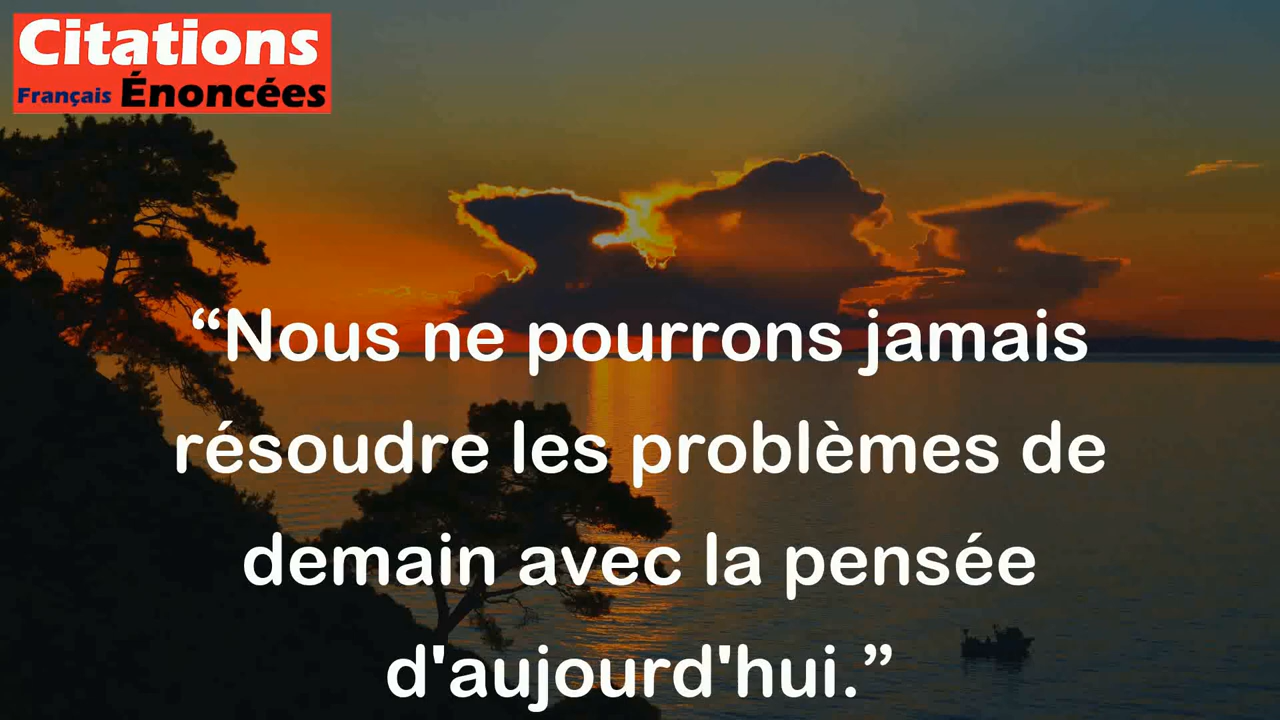 Citations
Français Énoncées
“Nous ne pourrons jamais
résoudre les problèmes de
demain avec la pensée
d'aujourd'hui.”